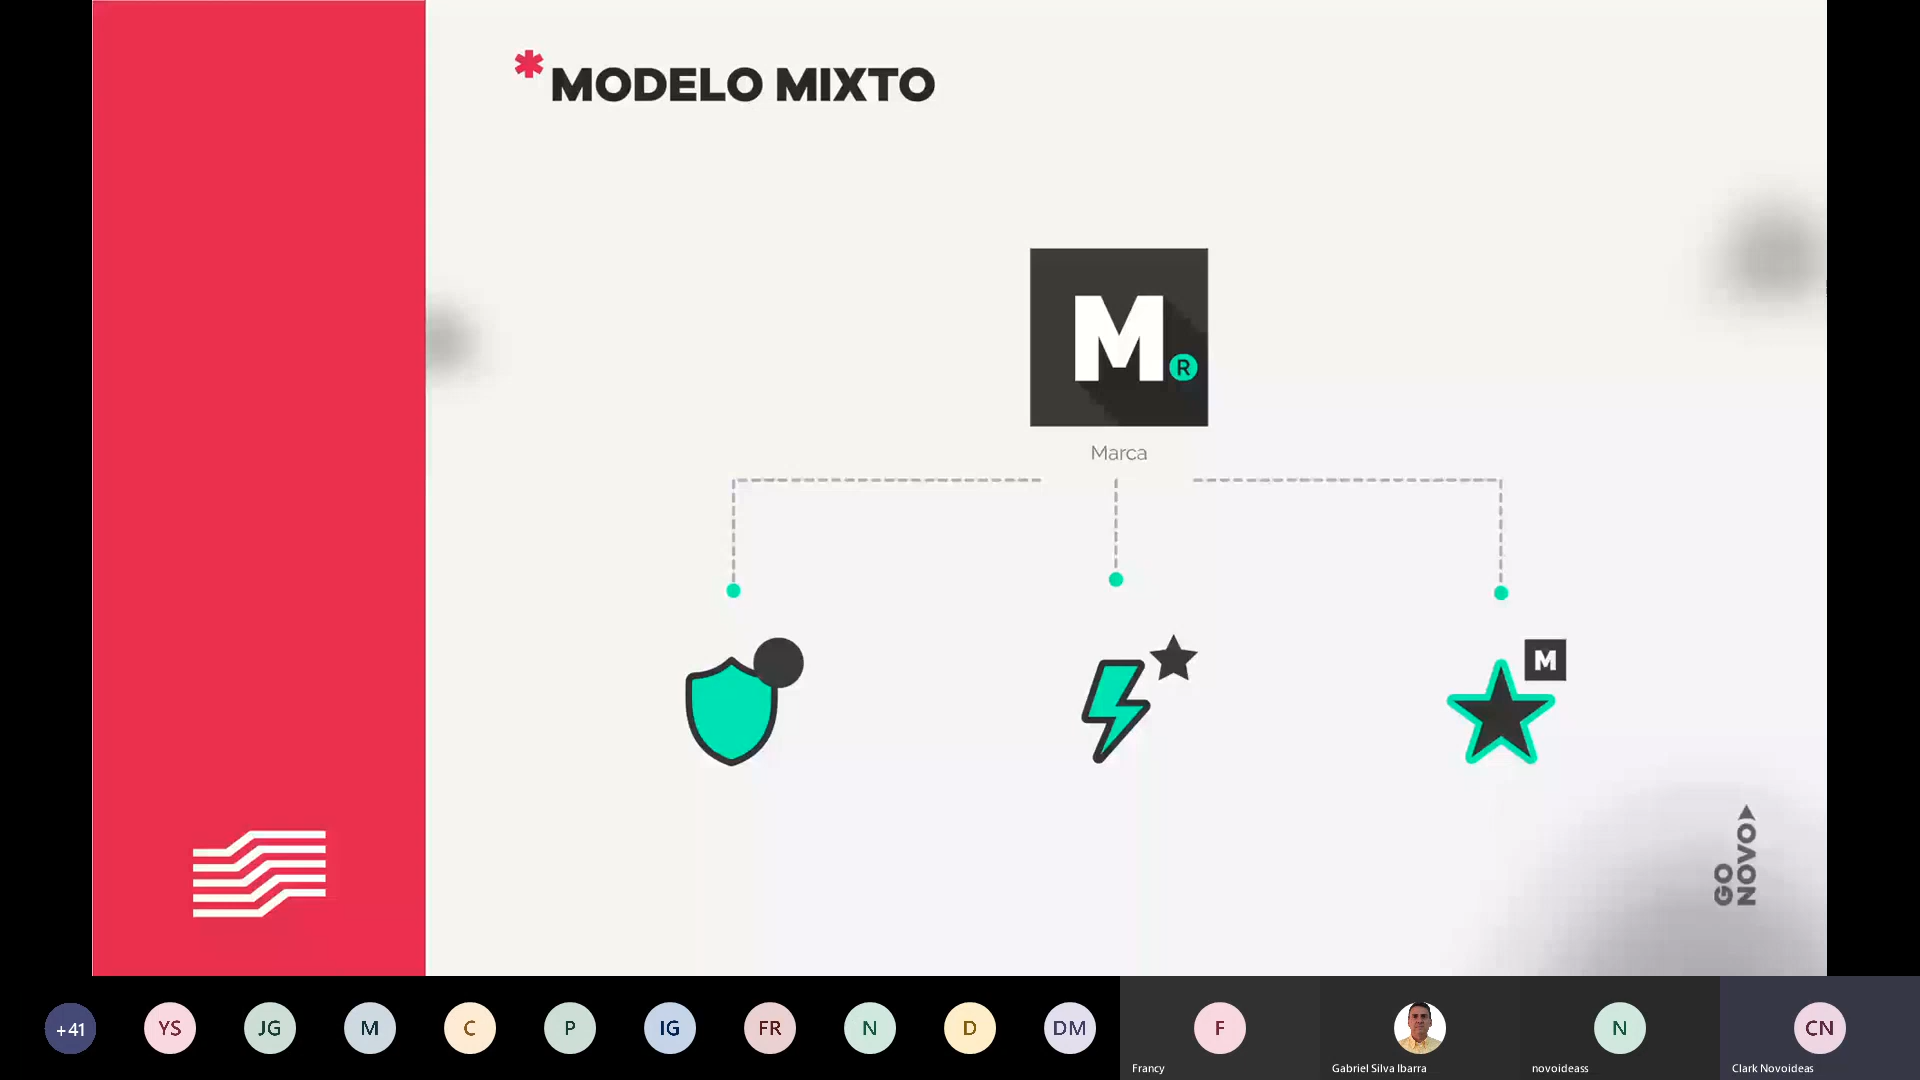 *MODELO MIXTO
M
R
Marca
M
GO
NOVO
+41
YS
JG
M
C
P
IG
FR
N
D
DM
F
N
CN
Francy
Gabriel Silva Ibarra
novoideass
Clark Novoideas